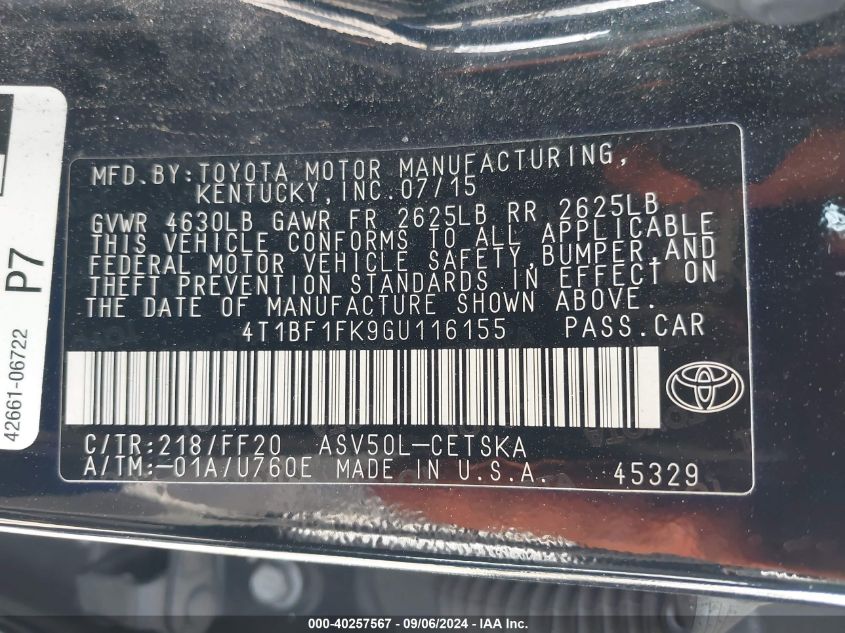 MFD.BY:TOYOTA MOTOR MANUFACTURING,
KENTUCKY,INC.07/15
GVWR 4630LB GAWR FR 2625LB RR 2625LB
THIS VEHICLE CONFORMS TO ALL APPLICABLE
FEDERAL MOTOR VEHICLE SAFETY,BUMPER,AND
THEFT PREVENTION STANDARDS IN EFFECT ON
THE DATE OF MANUFACTURE SHOWN ABOVE.
4T1BF1FK9GU116155 PASS.CAR
C/TR:218/FF20 ASV50L-CETSKA
A/TM:-01A/U760E MADE IN U.S.A. 45329
P7
42661-06722
000-40257567 - 09/06/2024 - © IAA Inc.